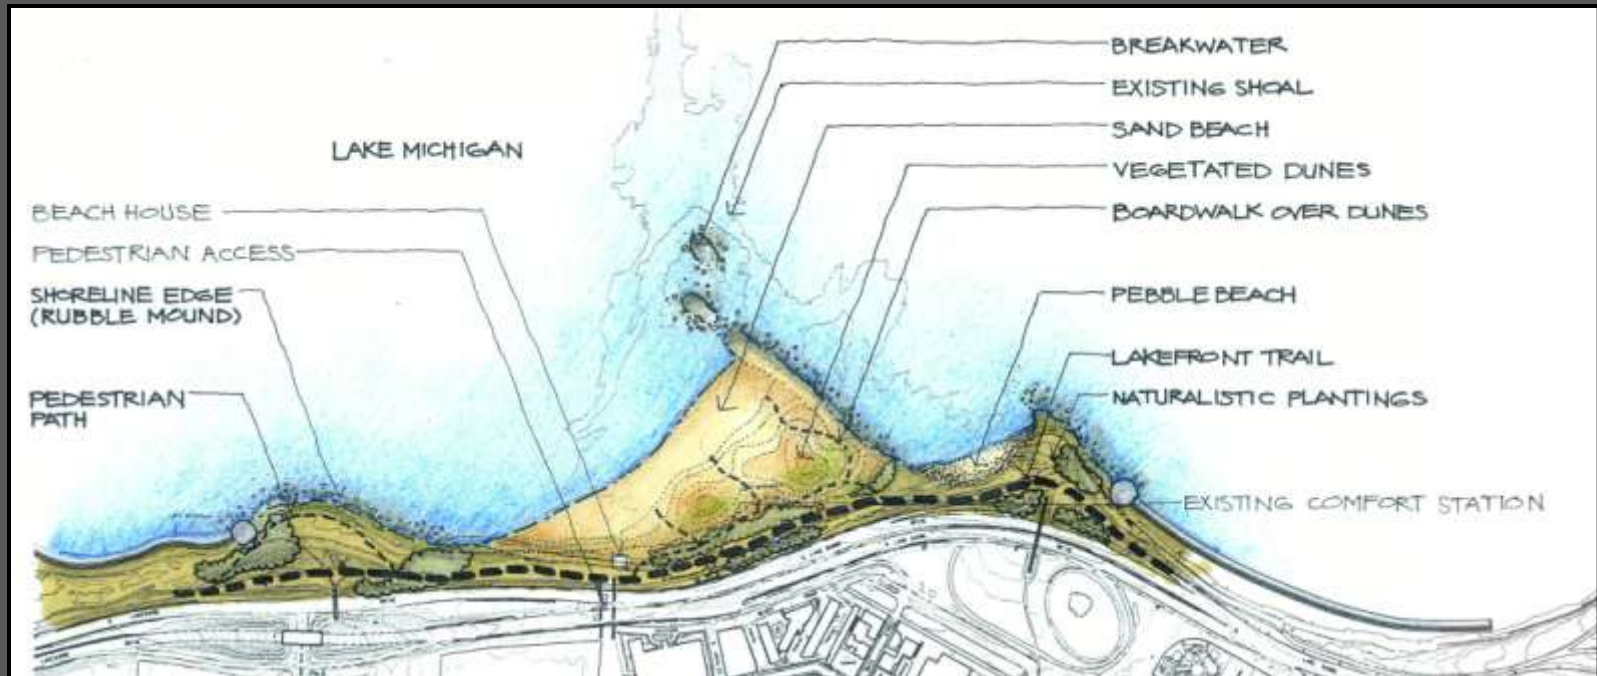 BREAKWATER
EXISTING SHOAL
SAND BEACH
LAKE MICHIGAN
VEGETATED DUNES
BEACH HOUSE
BOARDWALK OVER DUNES
PEDESTRIAN ACCESS
SHORELINE EDGE
(RUBBLE MOUND)
PEBBLE BEACH
LAKEFRONT TRAIL
PEDESTRIAN
PATH
NATURALISTIC PLANTINGS
EXISTING COMFORT STATION